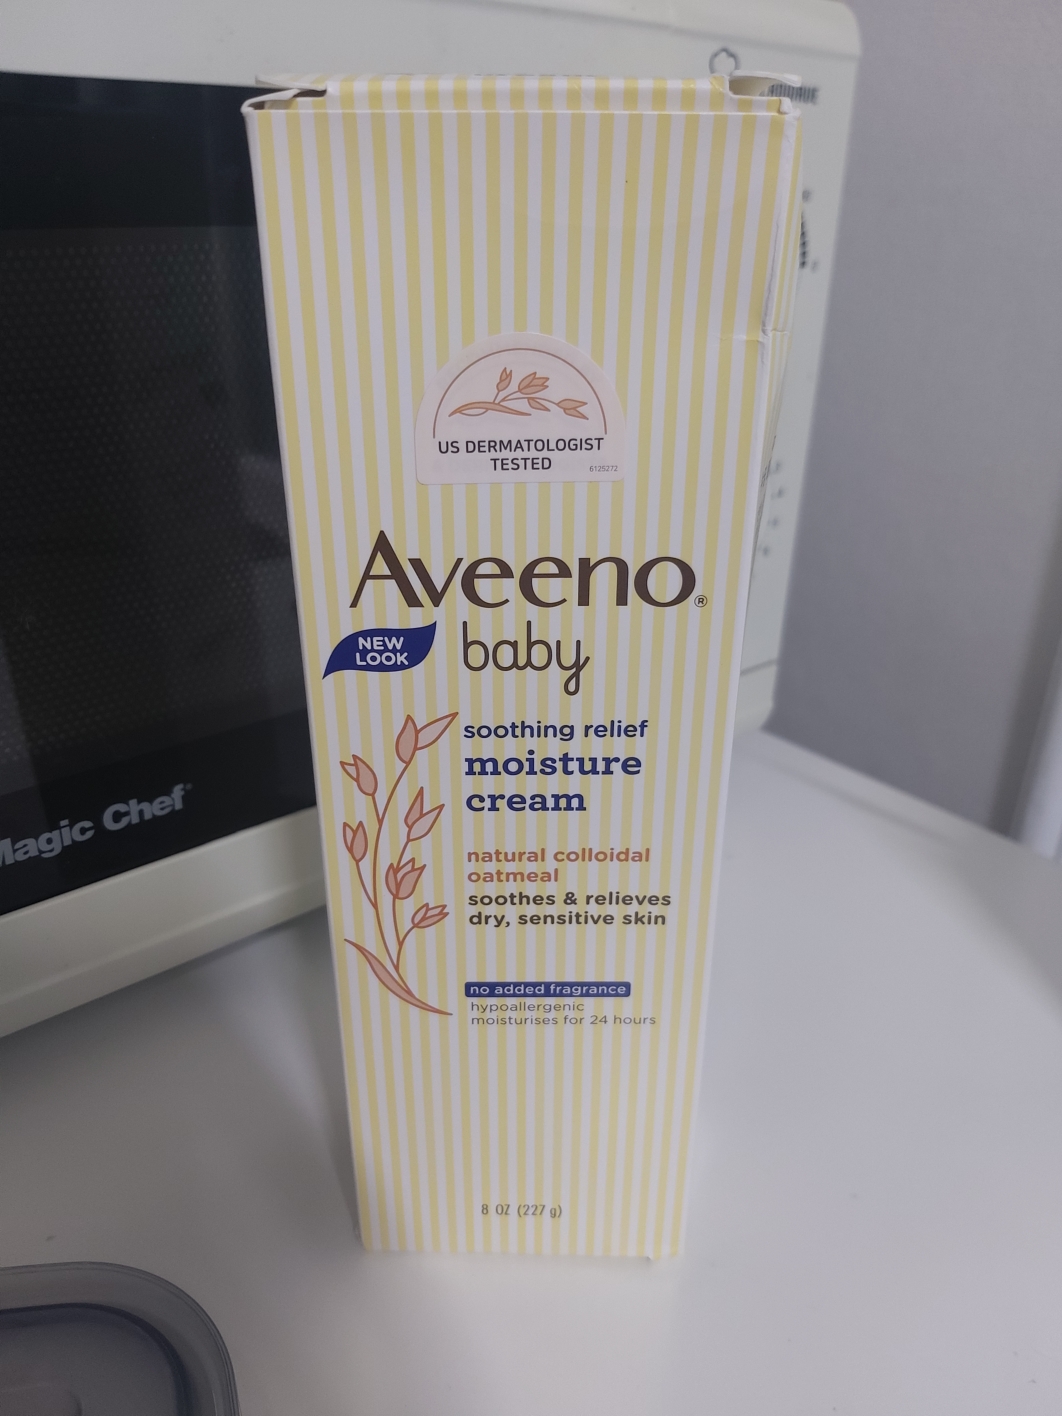 US DERMATOLOGIST
TESTED
6125272
Aveeno®
NEW
LOOK
baby
soothing relief
moisture
cream
natural colloidal
oatmeal
soothes & relieves
dry, sensitive skin
no added fragrance
hypoallergenic
moisturises for 24 hours
8 OZ (227 g)
Magic Chef